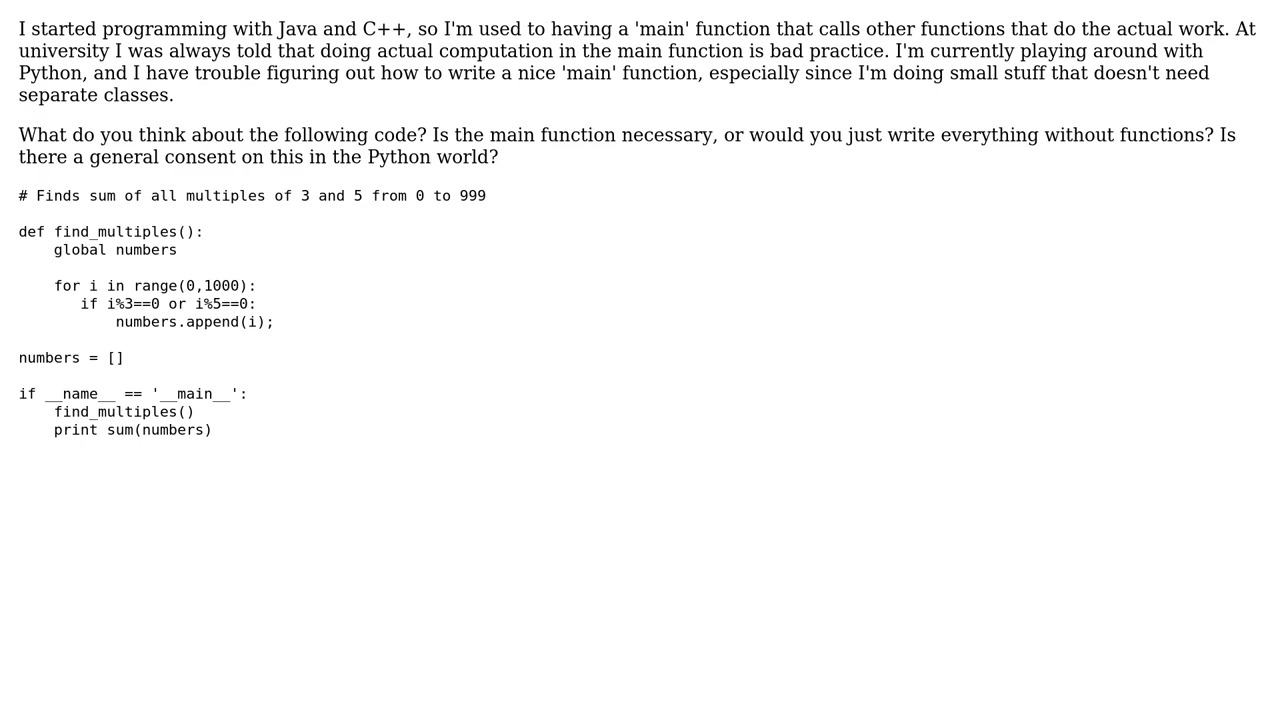 I started programming with Java and C++, so I'm used to having a 'main' function that calls other functions that do the actual work. At
university I was always told that doing actual computation in the main function is bad practice. I'm currently playing around with
Python, and I have trouble figuring out how to write a nice 'main' function, especially since I'm doing small stuff that doesn't need
separate classes.
What do you think about the following code? Is the main function necessary, or would you just write everything without functions? Is
there a general consent on this in the Python world?
# Finds sum of all multiples of 3 and 5 from 0 to 999
def find_multiples():
    global numbers
    for i in range(0,1000):
       if i%3==0 or i%5==0:
           numbers.append(i);
numbers = []
if __name__ == '__main__':
    find_multiples()
    print sum(numbers)